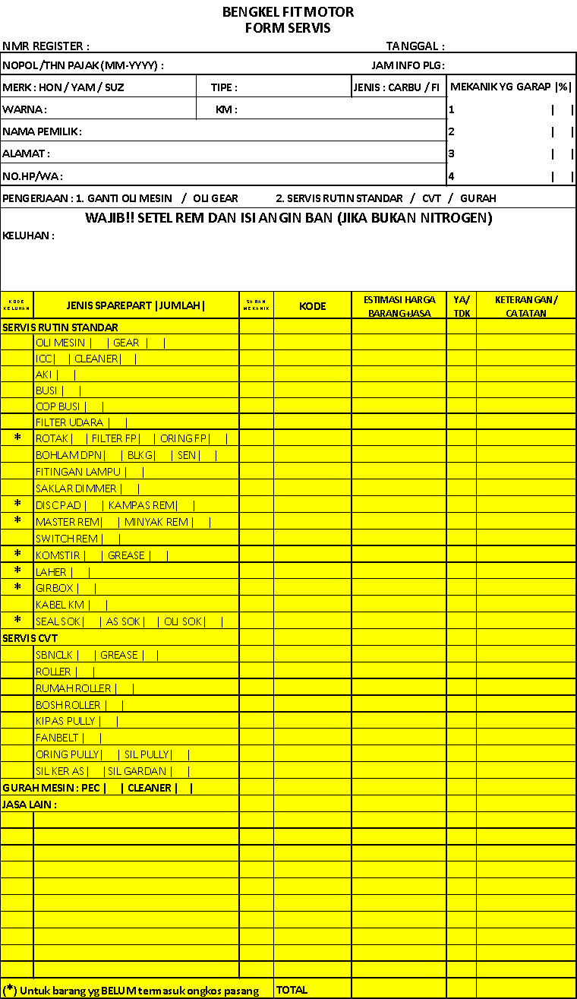 BENGKEL FIT MOTOR
FORM SERVIS
NMR REGISTER : TANGGAL :
NOPOL /THN PAJAK (MM-YYYY) : JAM INFO PLG:
MERK : HON / YAM / SUZ TIPE : JENIS : CARBU / FI MEKANIK YG GARAP |%|
WARNA : KM : 1 | |
NAMA PEMILIK : 2 | |
ALAMAT : 3 | |
NO.HP/WA : 4 | |
PENGERJAAN : 1. GANTI OLI MESIN / OLI GEAR 2. SERVIS RUTIN STANDAR / CVT / GURAH
WAJIB!! SETEL REM DAN ISI ANGIN BAN (JIKA BUKAN NITROGEN)
KELUHAN :
KODE KELUHAN JENIS SPAREPART |JUMLAH| SARAN MEKANIK KODE ESTIMASI HARGA BARANG+JASA YA/ TDK KETERANGAN/ CATATAN
SERVIS RUTIN STANDAR
OLI MESIN | | GEAR | |
ICC| | CLEANER| |
AKI | |
BUSI | |
COP BUSI | |
FILTER UDARA | |
* ROTAK| | FILTER FP| | ORING FP| |
BOHLAM DPN| | BLKG| | SEN| |
FITINGAN LAMPU | |
SAKLAR DIMMER | |
* DISC PAD | | KAMPAS REM| |
* MASTER REM| | MINYAK REM | |
SWITCH REM | |
* KOMSTIR | | GREASE | |
* LAHER | |
* GIRBOX | |
KABEL KM | |
* SEAL SOK| | AS SOK| | OLI SOK| |
SERVIS CVT
SBNCLK | | GREASE | |
ROLLER | |
RUMAH ROLLER | |
BOSH ROLLER | |
KIPAS PULLY | |
FANBELT | |
ORING PULLY| | SIL PULLY| |
SIL KER AS| |SIL GARDAN | |
GURAH MESIN : PEC | | CLEANER | |
JASA LAIN :
(*) Untuk barang yg BELUM termasuk ongkos pasang TOTAL